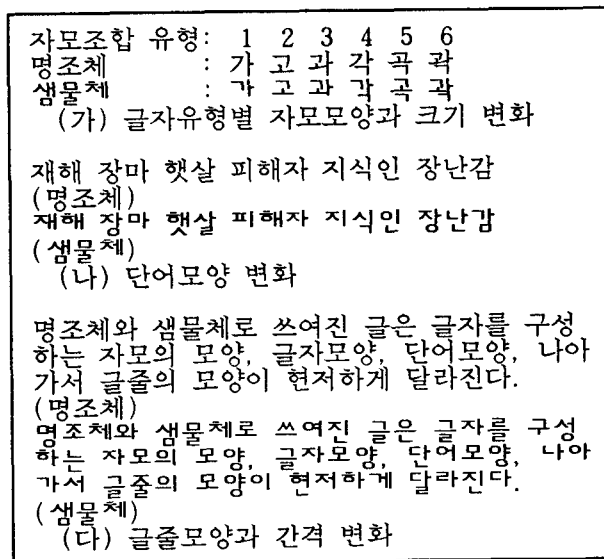 자모조합 유형: 1 2 3 4 5 6
명조체 : 가 고 과 각 곡 곽
샘물체 : 가 고 과 각 곡 곽
(가) 글자유형별 자모모양과 크기 변화
재해 장마 햇살 피해자 지식인 장난감
(명조체)
재해 장마 햇살 피해자 지식인 장난감
(샘물체)
(나) 단어모양 변화
명조체와 샘물체로 쓰여진 글은 글자를 구성
하는 자모의 모양, 글자모양, 단어모양, 나아
가서 글줄의 모양이 현저하게 달라진다.
(명조체)
명조체와 샘물체로 쓰여진 글은 글자를 구성
하는 자모의 모양, 글자모양, 단어모양, 나아
가서 글줄의 모양이 현저하게 달라진다.
(샘물체)
(다) 글줄모양과 간격 변화